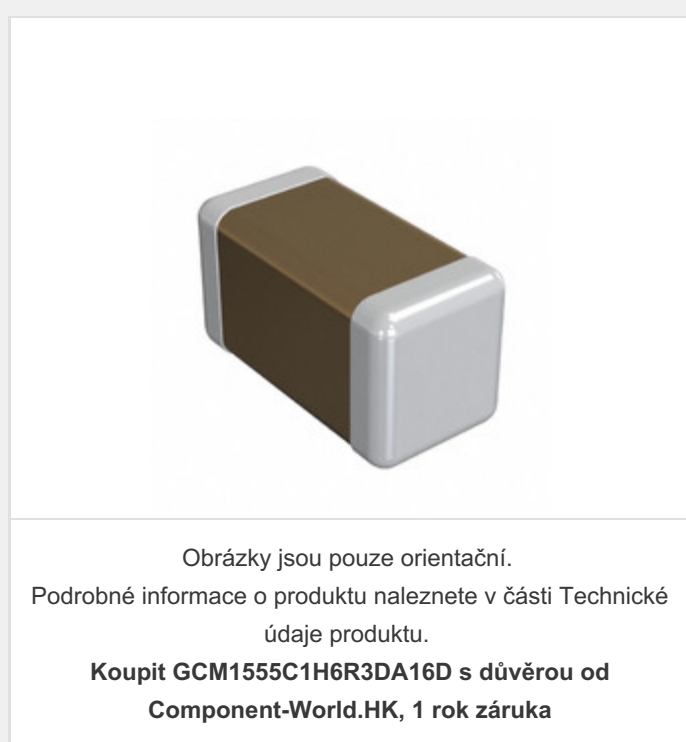 Obrázky jsou pouze orientační.
Podrobné informace o produktu naleznete v části Technické
údaje produktu.
Koupit GCM1555C1H6R3DA16D s důvěrou od
Component-World.HK, 1 rok záruka